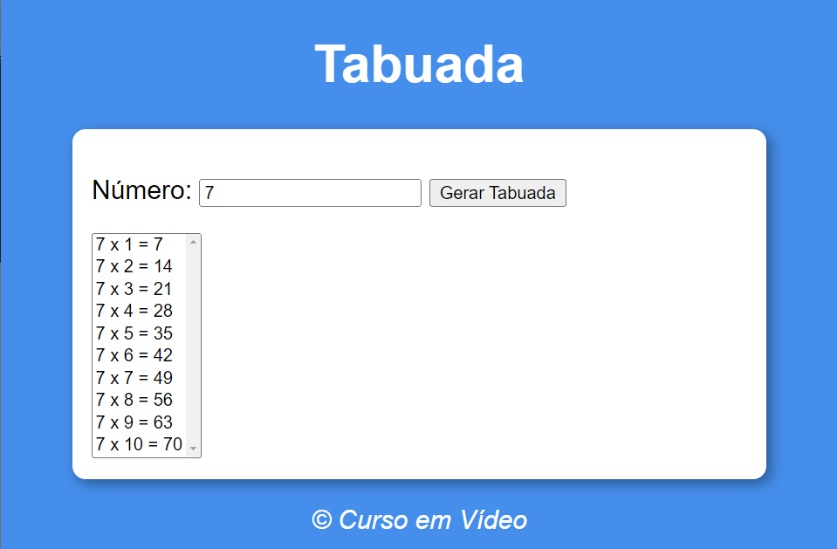 Tabuada
Número: 7 Gerar Tabuada
7 x 1 = 7
7 x 2 = 14
7 x 3 = 21
7 x 4 = 28
7 x 5 = 35
7 x 6 = 42
7 x 7 = 49
7 x 8 = 56
7 x 9 = 63
7 x 10 = 70
© Curso em Vídeo